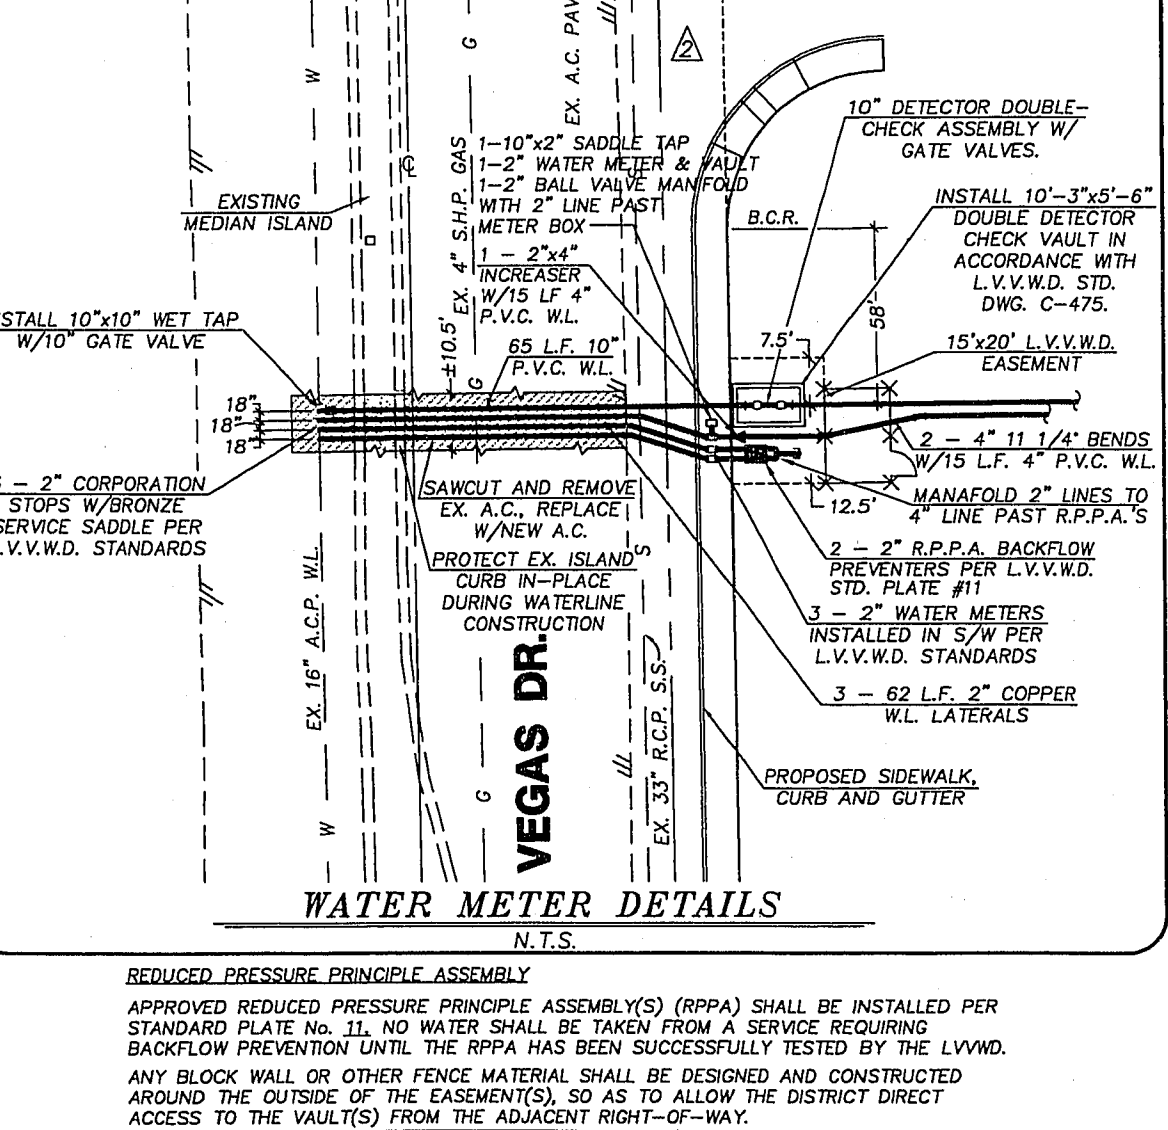 2
10" DETECTOR DOUBLE-
CHECK ASSEMBLY W/
GATE VALVES.
EX. A.C. PAV
1-10"x2" SADDLE TAP
1-2" WATER METER & VAULT
1-2" BALL VALVE MANIFOLD
WITH 2" LINE PAST
METER BOX
EXISTING
MEDIAN ISLAND
W
G
G
℄
EX. 4" S.H.P. GAS
B.C.R.
INSTALL 10'-3"x5'-6"
DOUBLE DETECTOR
CHECK VAULT IN
ACCORDANCE WITH
L.V.V.W.D. STD.
DWG. C-475.
1 - 2"x4"
INCREASER
W/15 LF 4"
P.V.C. W.L.
58'
STALL 10"x10" WET TAP
W/10" GATE VALVE
±10.5'
65 L.F. 10"
P.V.C. W.L.
7.5'
15'x20' L.V.V.W.D.
EASEMENT
G
S
18"
18"
18"
2 - 4" 11 1/4° BENDS
W/15 L.F. 4" P.V.C. W.L.
- 2" CORPORATION
STOPS W/BRONZE
SERVICE SADDLE PER
.V.V.W.D. STANDARDS
SAWCUT AND REMOVE
EX. A.C., REPLACE
W/NEW A.C.
12.5'
MANAFOLD 2" LINES TO
4" LINE PAST R.P.P.A.'S
PROTECT EX. ISLAND
CURB IN-PLACE
DURING WATERLINE
CONSTRUCTION
S
2 - 2" R.P.P.A. BACKFLOW
PREVENTERS PER L.V.V.W.D.
STD. PLATE #11
3 - 2" WATER METERS
INSTALLED IN S/W PER
L.V.V.W.D. STANDARDS
EX. 16" A.C.P. W.L.
VEGAS DR.
EX. 33" R.C.P. S.S.
3 - 62 L.F. 2" COPPER
W.L. LATERALS
PROPOSED SIDEWALK,
CURB AND GUTTER
W
G
WATER METER DETAILS
N.T.S.
REDUCED PRESSURE PRINCIPLE ASSEMBLY
APPROVED REDUCED PRESSURE PRINCIPLE ASSEMBLY(S) (RPPA) SHALL BE INSTALLED PER
STANDARD PLATE No. 11. NO WATER SHALL BE TAKEN FROM A SERVICE REQUIRING
BACKFLOW PREVENTION UNTIL THE RPPA HAS BEEN SUCCESSFULLY TESTED BY THE LVVWD.
ANY BLOCK WALL OR OTHER FENCE MATERIAL SHALL BE DESIGNED AND CONSTRUCTED
AROUND THE OUTSIDE OF THE EASEMENT(S), SO AS TO ALLOW THE DISTRICT DIRECT
ACCESS TO THE VAULT(S) FROM THE ADJACENT RIGHT-OF-WAY.